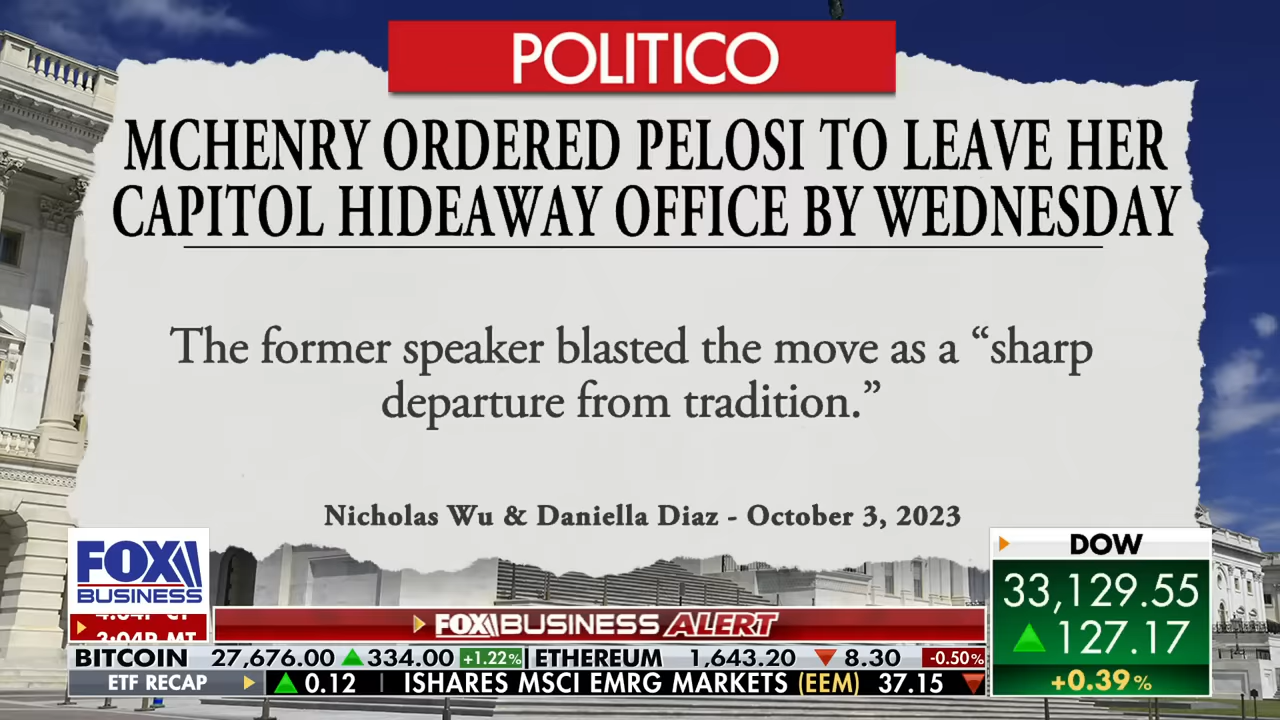 POLITICO
MCHENRY ORDERED PELOSI TO LEAVE HER
CAPITOL HIDEAWAY OFFICE BY WEDNESDAY
The former speaker blasted the move as a “sharp
departure from tradition.”
Nicholas Wu & Daniella Diaz - October 3, 2023
FOX
BUSINESS
3:04P MT
FOX BUSINESS ALERT
DOW
33,129.55
▲127.17
+0.39%
BITCOIN 27,676.00 ▲334.00 +1.22% ETHEREUM 1,643.20 ▼8.30 -0.50%
ETF RECAP ▲0.12 | ISHARES MSCI EMRG MARKETS (EEM) 37.15 ▼